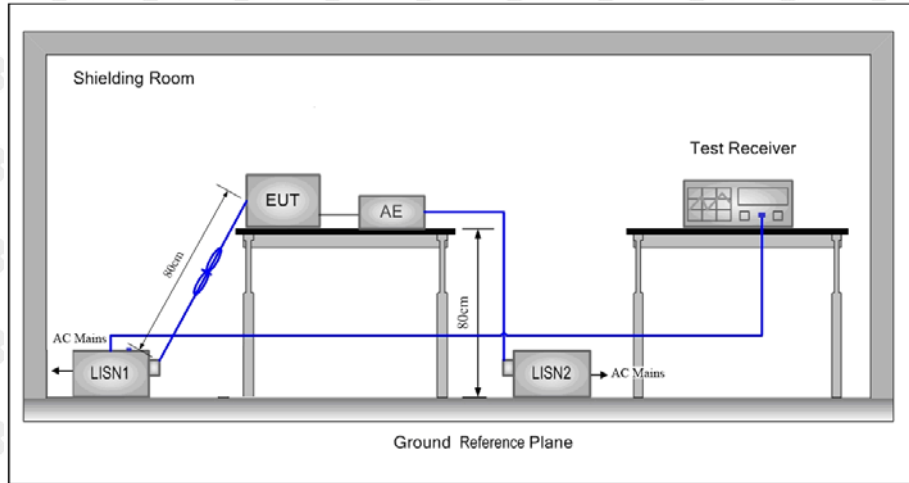 Shielding Room
Test Receiver
EUT
AE
80cm
80cm
AC Mains
LISN1
LISN2
AC Mains
Ground Reference Plane